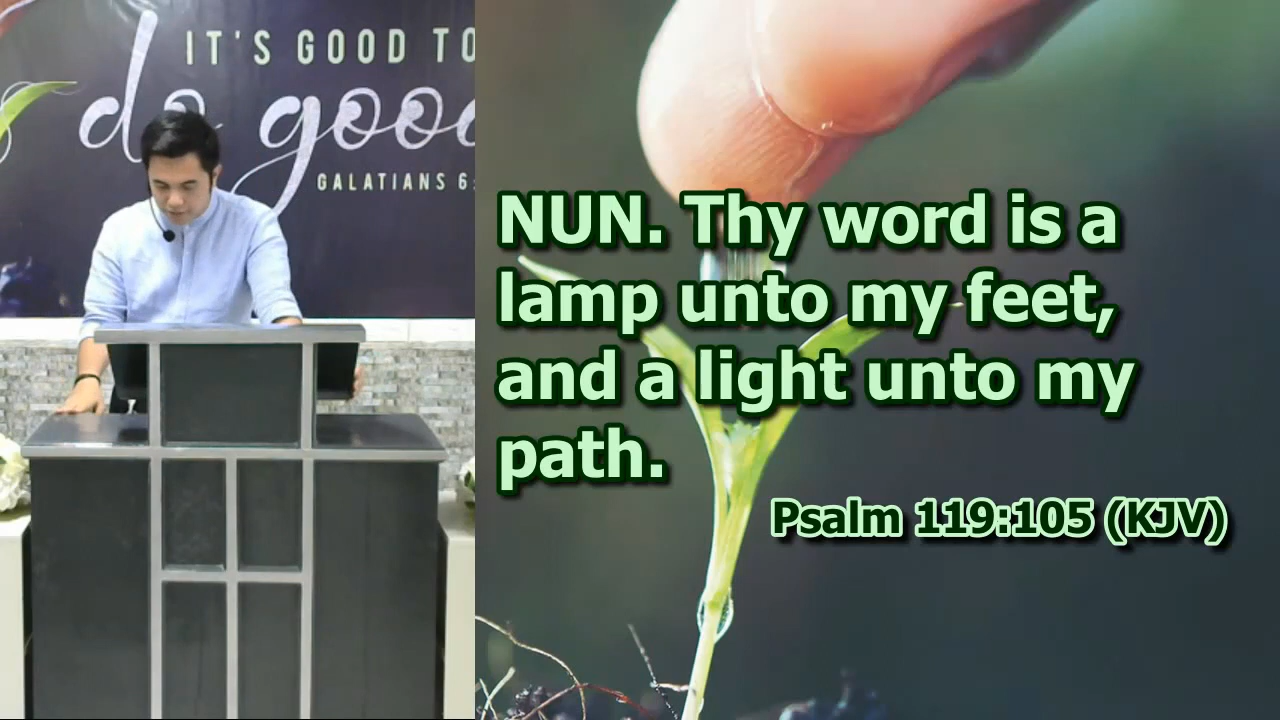 IT'S GOOD TO
do good
GALATIANS 6:
NUN. Thy word is a
lamp unto my feet,
and a light unto my
path.
Psalm 119:105 (KJV)